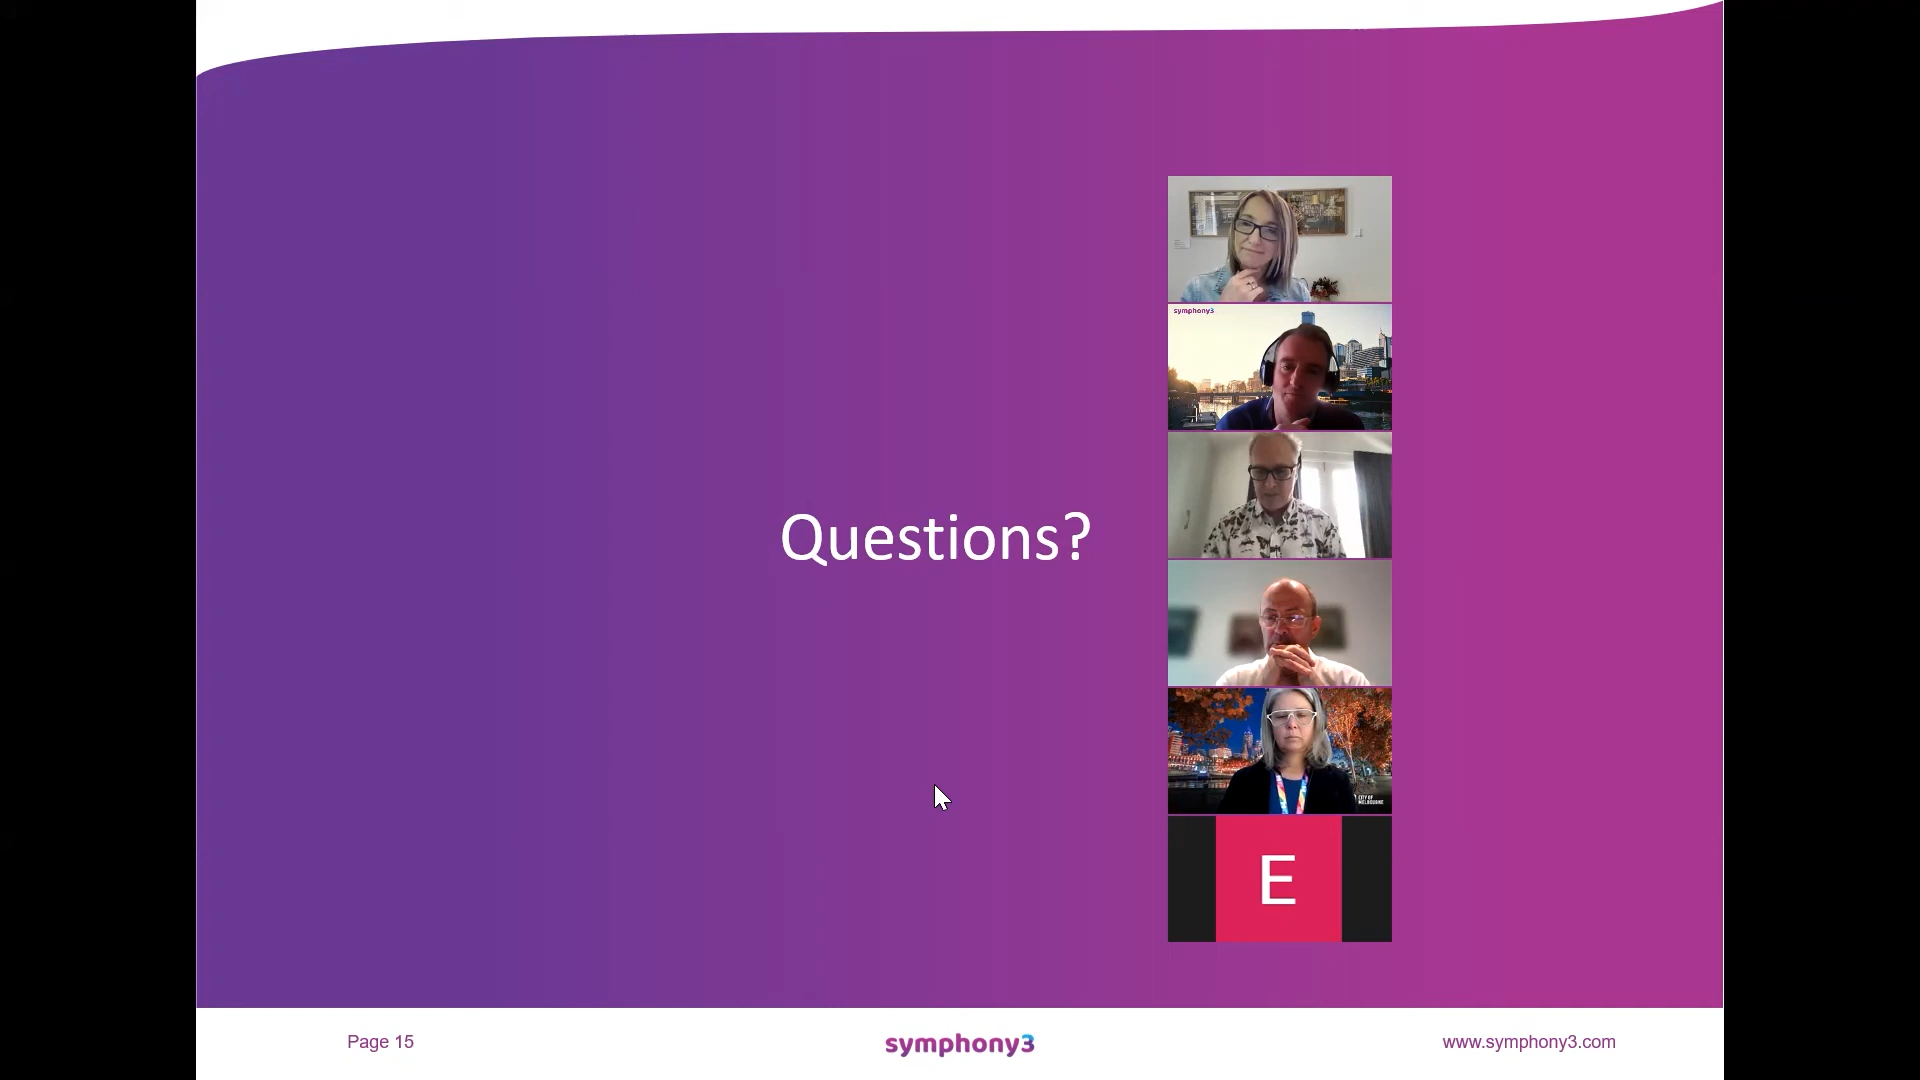 symphony3
Questions?
CITY OF
MELBOURNE
E
Page 15
symphony3
www.symphony3.com